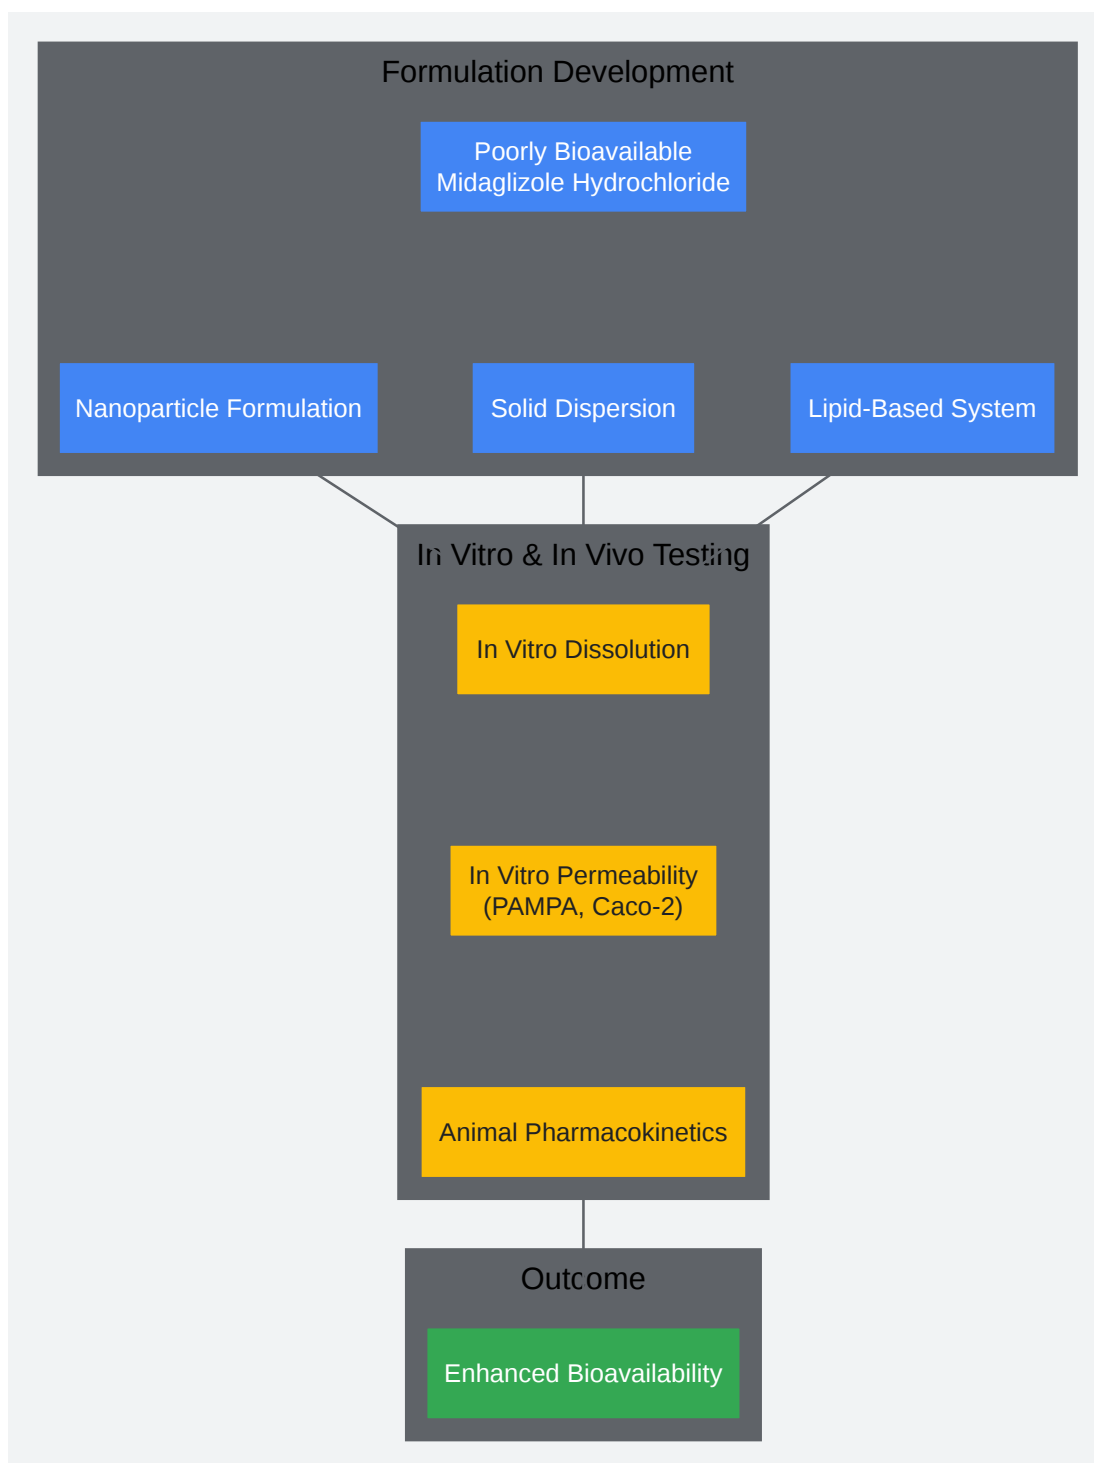 Formulation Development
Poorly Bioavailable
Midaglizole Hydrochloride
Nanoparticle Formulation
Solid Dispersion
Lipid-Based System
In Vitro & In Vivo Testing
In Vitro Dissolution
In Vitro Permeability
(PAMPA, Caco-2)
Animal Pharmacokinetics
Outcome
Enhanced Bioavailability